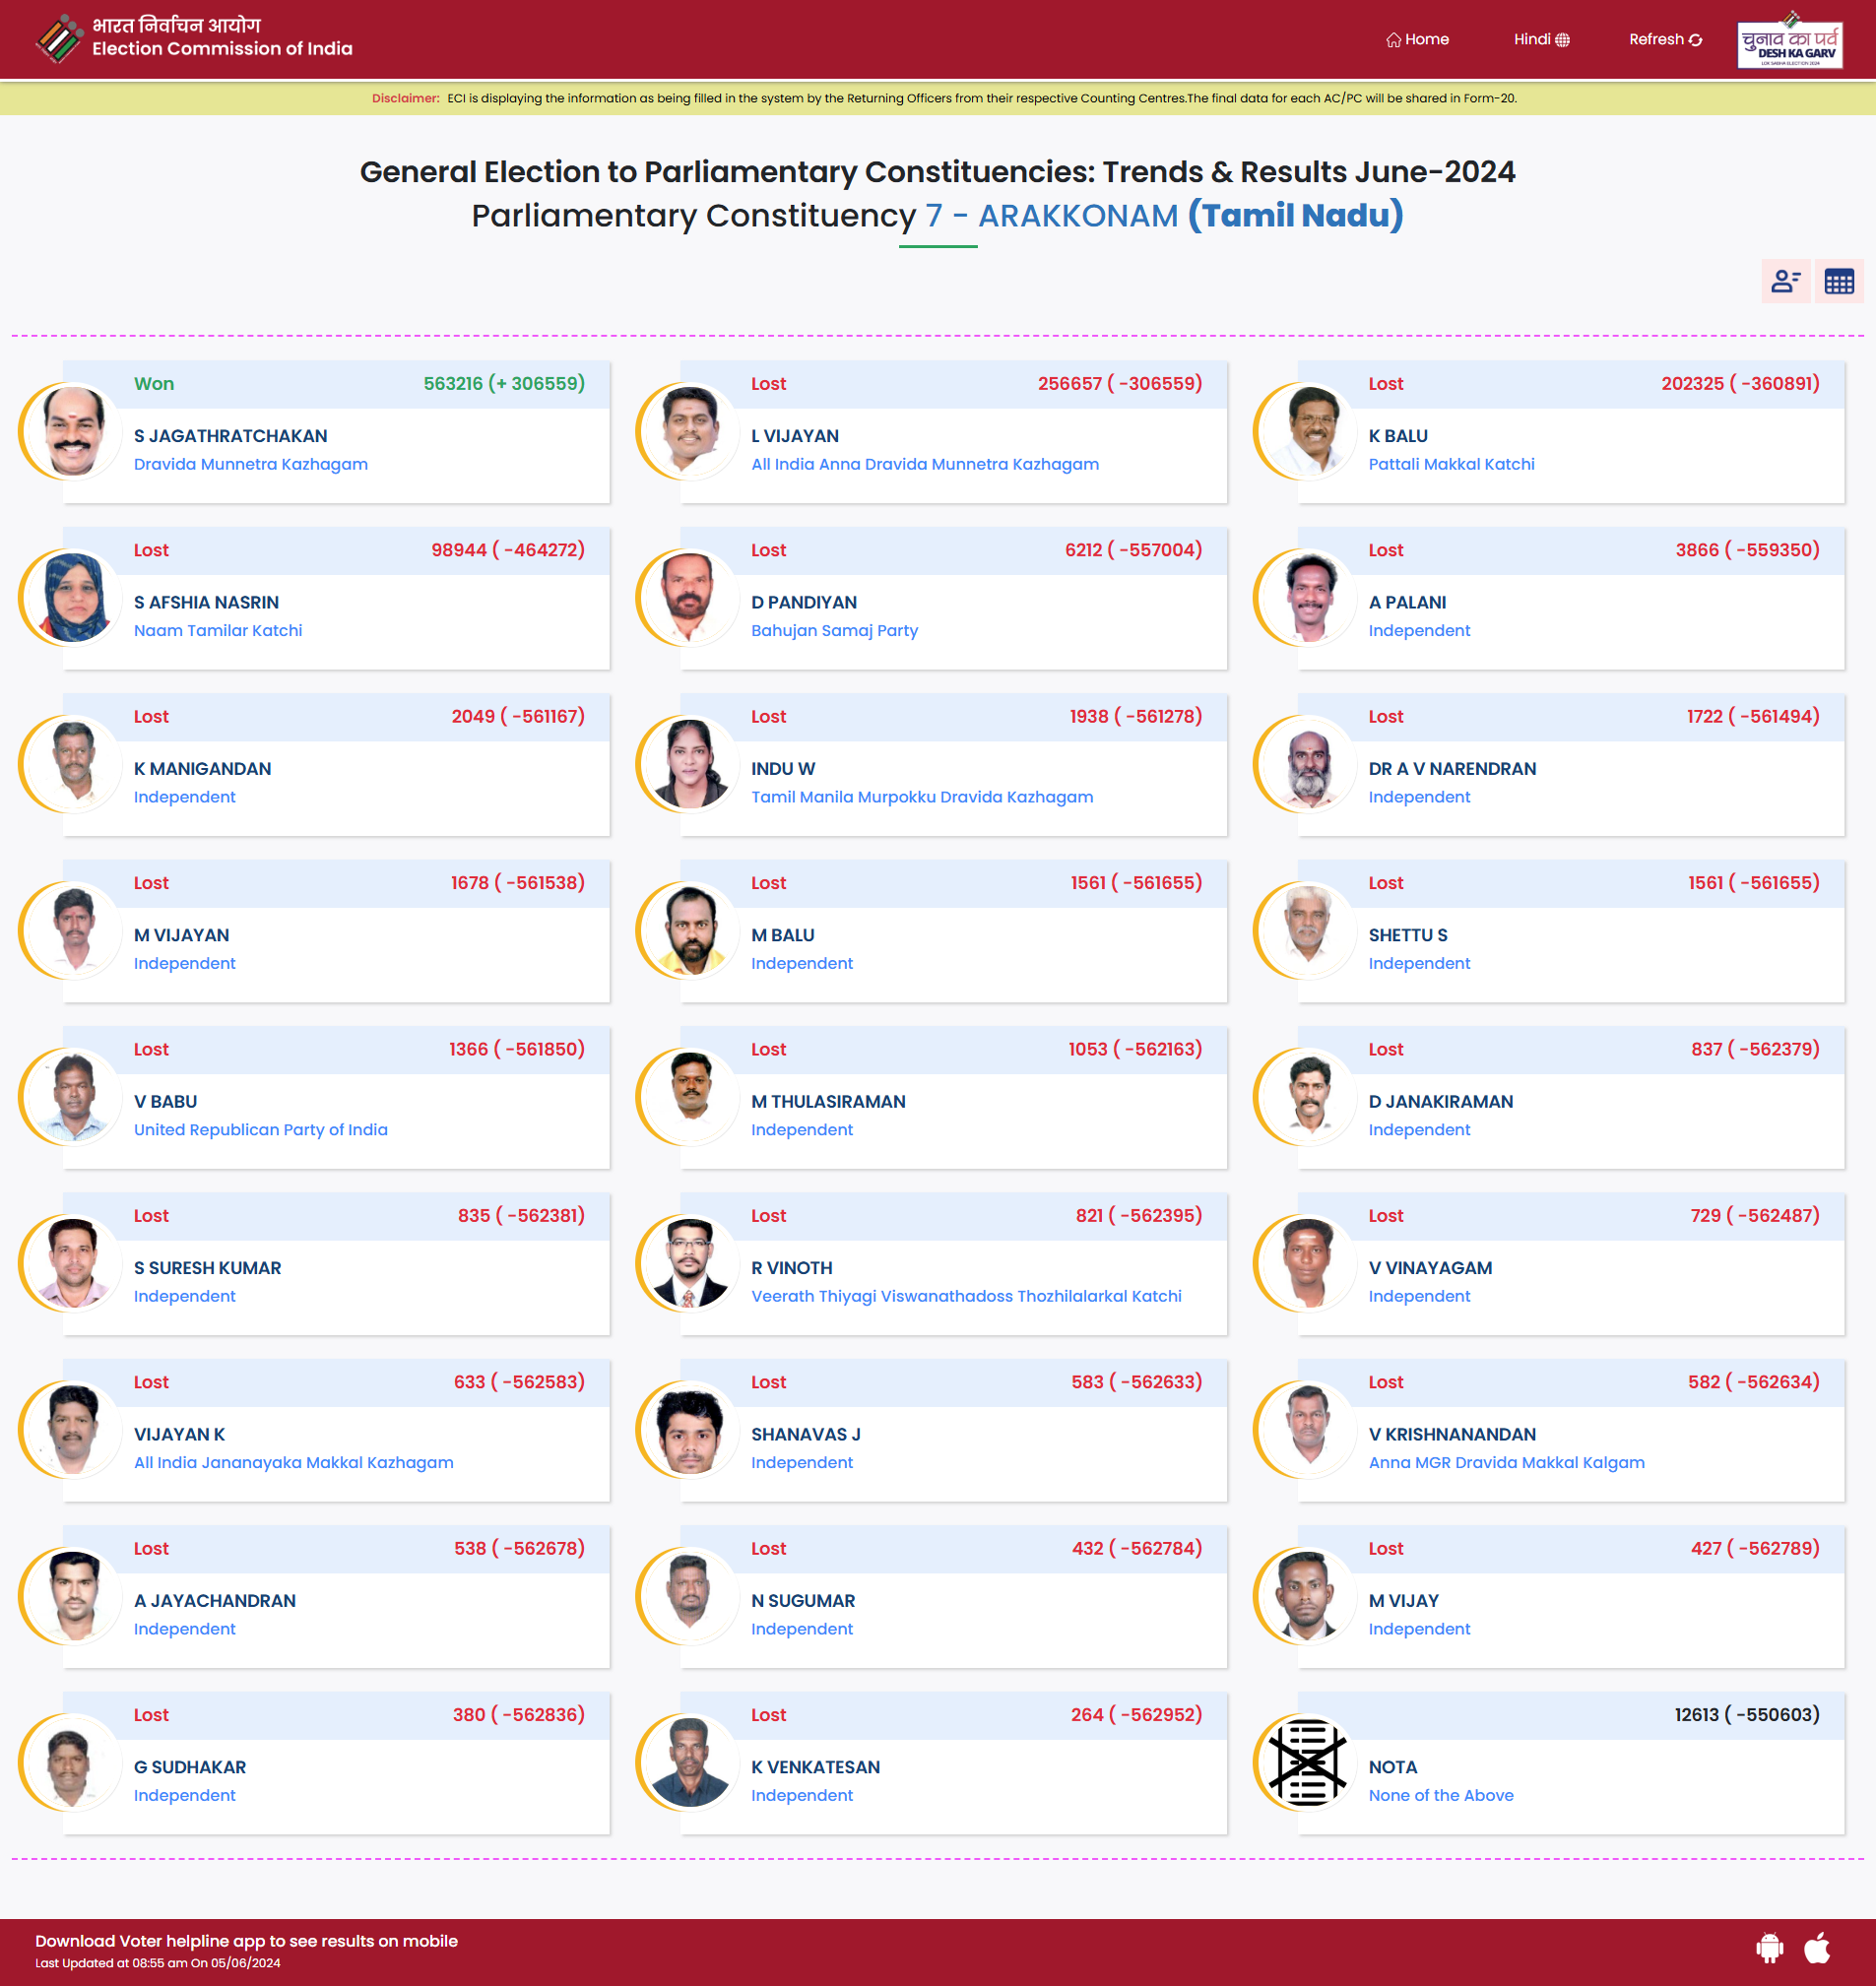 भारत निर्वाचन आयोग
Election Commission of India
Home
Hindi
Refresh
चुनाव का पर्व
DESH KA GARV
LOK SABHA ELECTION 2024
Disclaimer: ECI is displaying the information as being filled in the system by the Returning Officers from their respective Counting Centres.The final data for each AC/PC will be shared in Form-20.
General Election to Parliamentary Constituencies: Trends & Results June-2024
Parliamentary Constituency 7 - ARAKKONAM (Tamil Nadu)
Won 563216 (+ 306559)
S JAGATHRATCHAKAN
Dravida Munnetra Kazhagam
Lost 256657 ( -306559)
L VIJAYAN
All India Anna Dravida Munnetra Kazhagam
Lost 202325 ( -360891)
K BALU
Pattali Makkal Katchi
Lost 98944 ( -464272)
S AFSHIA NASRIN
Naam Tamilar Katchi
Lost 6212 ( -557004)
D PANDIYAN
Bahujan Samaj Party
Lost 3866 ( -559350)
A PALANI
Independent
Lost 2049 ( -561167)
K MANIGANDAN
Independent
Lost 1938 ( -561278)
INDU W
Tamil Manila Murpokku Dravida Kazhagam
Lost 1722 ( -561494)
DR A V NARENDRAN
Independent
Lost 1678 ( -561538)
M VIJAYAN
Independent
Lost 1561 ( -561655)
M BALU
Independent
Lost 1561 ( -561655)
SHETTU S
Independent
Lost 1366 ( -561850)
V BABU
United Republican Party of India
Lost 1053 ( -562163)
M THULASIRAMAN
Independent
Lost 837 ( -562379)
D JANAKIRAMAN
Independent
Lost 835 ( -562381)
S SURESH KUMAR
Independent
Lost 821 ( -562395)
R VINOTH
Veerath Thiyagi Viswanathadoss Thozhilalarkal Katchi
Lost 729 ( -562487)
V VINAYAGAM
Independent
Lost 633 ( -562583)
VIJAYAN K
All India Jananayaka Makkal Kazhagam
Lost 583 ( -562633)
SHANAVAS J
Independent
Lost 582 ( -562634)
V KRISHNANANDAN
Anna MGR Dravida Makkal Kalgam
Lost 538 ( -562678)
A JAYACHANDRAN
Independent
Lost 432 ( -562784)
N SUGUMAR
Independent
Lost 427 ( -562789)
M VIJAY
Independent
Lost 380 ( -562836)
G SUDHAKAR
Independent
Lost 264 ( -562952)
K VENKATESAN
Independent
12613 ( -550603)
NOTA
None of the Above
Download Voter helpline app to see results on mobile
Last Updated at 08:55 am On 05/06/2024